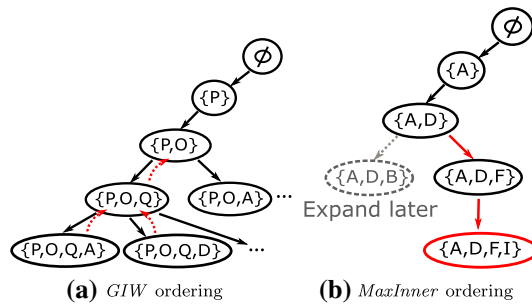 ϕ
{P}
{P,O}
{P,O,Q}
{P,O,A}
...
{P,O,Q,A}
{P,O,Q,D}
...
(a) GIW ordering
ϕ
{A}
{A,D}
{A,D,B}
{A,D,F}
Expand later
{A,D,F,I}
(b) MaxInner ordering